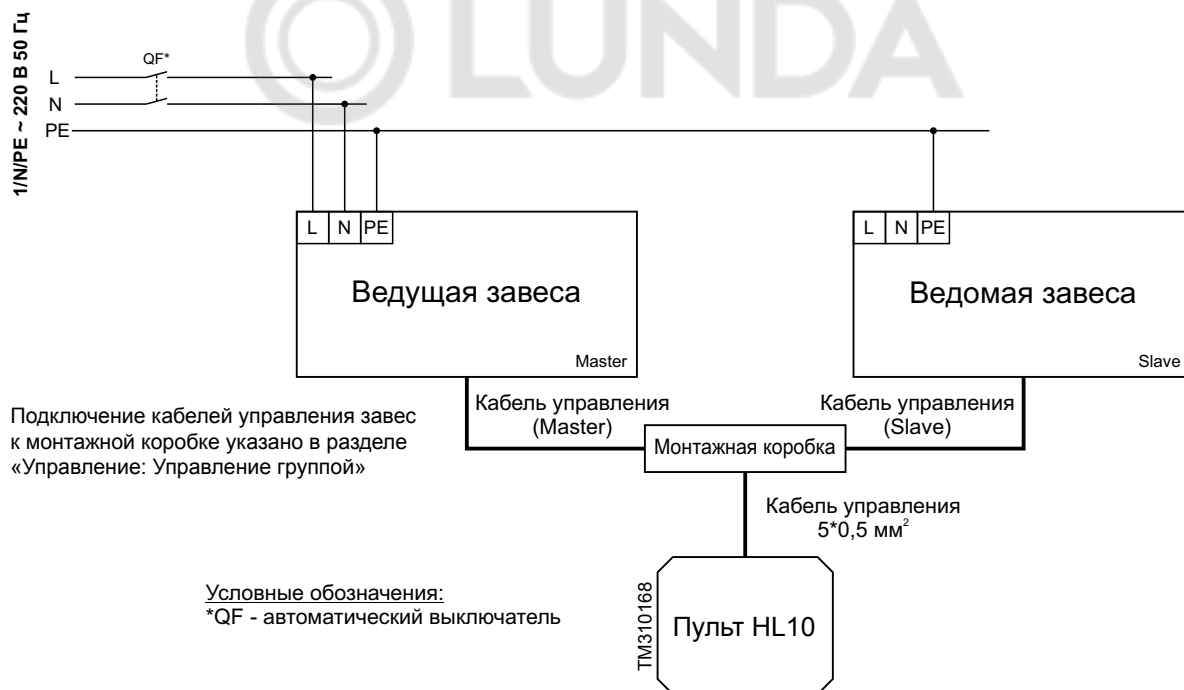 LUNDA
1/N/PE ~ 220 В 50 Гц
QF*
L
N
PE
L N PE
Ведущая завеса
Master
L N PE
Ведомая завеса
Slave
Подключение кабелей управления завес
к монтажной коробке указано в разделе
«Управление: Управление группой»
Кабель управления
(Master)
Кабель управления
(Slave)
Монтажная коробка
Кабель управления
5*0,5 мм²
Условные обозначения:
*QF - автоматический выключатель
TM310168
Пульт HL10